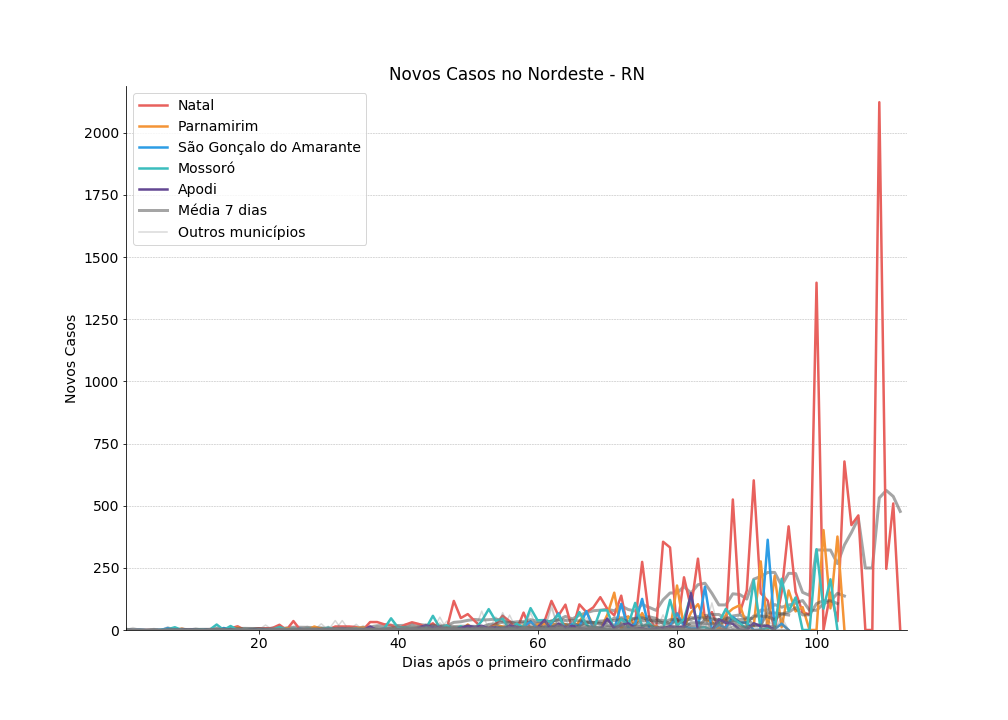 Novos Casos no Nordeste - RN
Natal
Parnamirim
São Gonçalo do Amarante
Mossoró
Apodi
Média 7 dias
Outros municípios
2000
1750
1500
1250
1000
750
500
250
0
Novos Casos
20 40 60 80 100
Dias após o primeiro confirmado